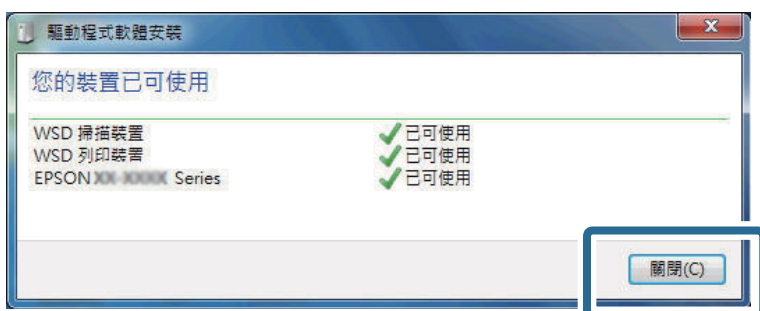 驅動程式軟體安裝
您的裝置已可使用
WSD 掃描裝置 已可使用
WSD 列印裝置 已可使用
EPSON Series 已可使用
關閉(C)